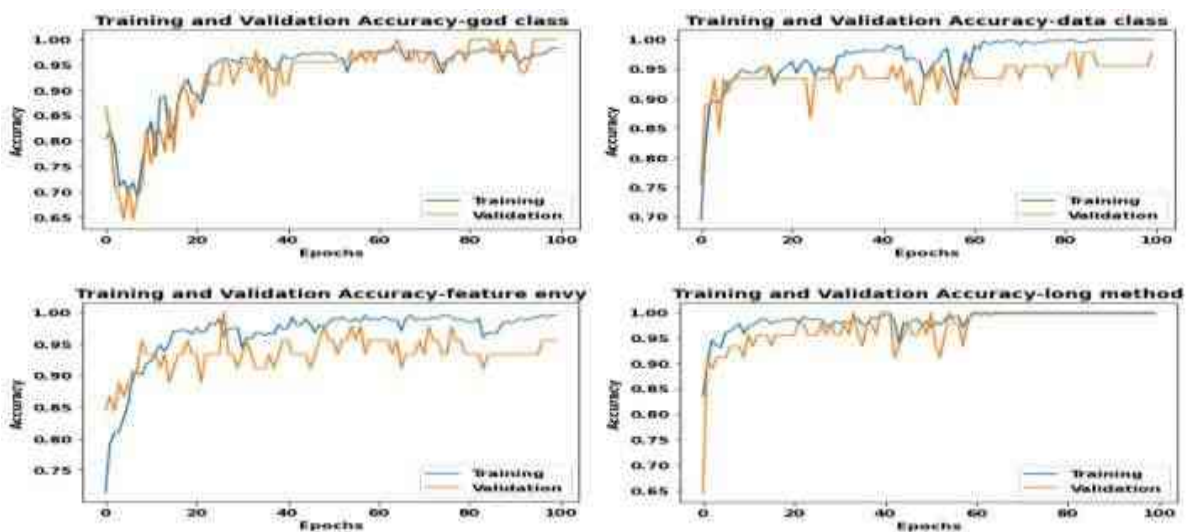 Training and Validation Accuracy-god class
1.00
0.95
0.90
0.85
0.80
0.75
0.70
0.65
Accuracy
Training
Validation
0 20 40 60 80 100
Epochs
Training and Validation Accuracy-data class
1.00
0.95
0.90
0.85
0.80
0.75
0.70
Accuracy
Training
Validation
0 20 40 60 80 100
Epochs
Training and Validation Accuracy-feature envy
1.00
0.95
0.90
0.85
0.80
0.75
Accuracy
Training
Validation
0 20 40 60 80 100
Epochs
Training and Validation Accuracy-long method
1.00
0.95
0.90
0.85
0.80
0.75
0.70
0.65
Accuracy
Training
Validation
0 20 40 60 80 100
Epochs